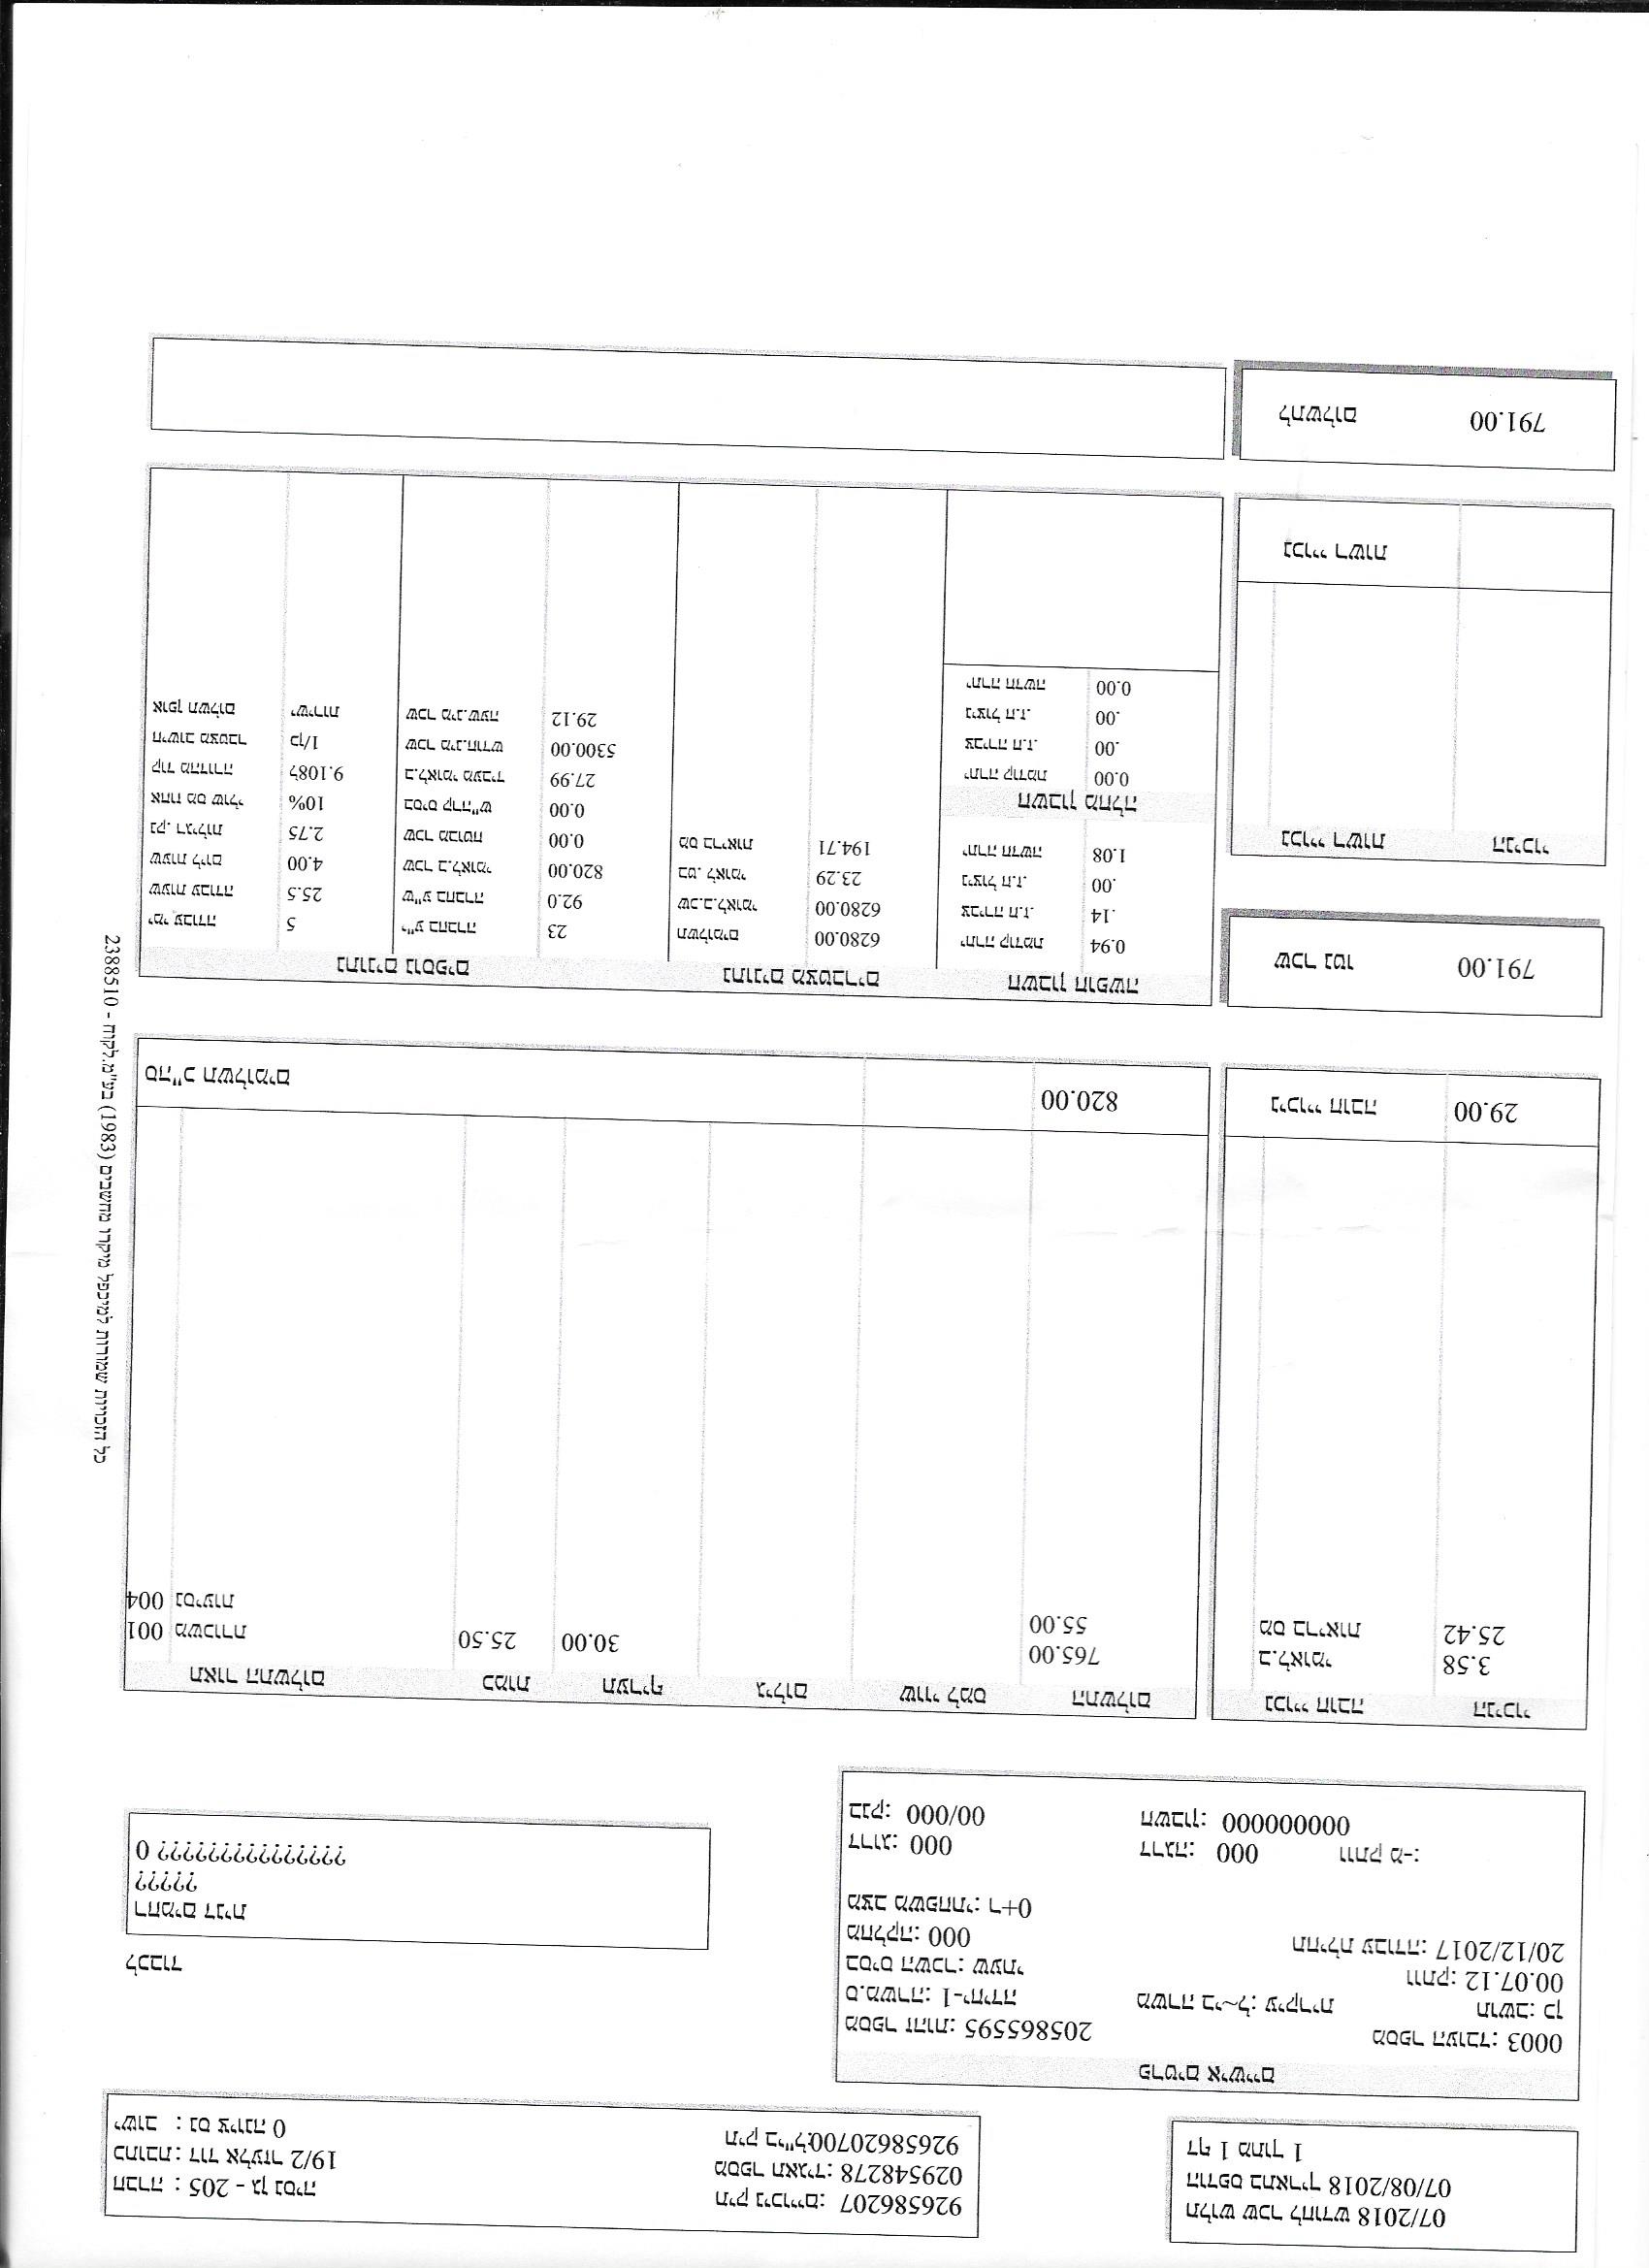 חברה : 205 - גן נסיה
כתובת: דוד אלעזר 19/2
ישוב : נס ציונה 0
תיק ניכויים: 926586207
מספר תאגיד: 029548278
תיק בי"ל:92658620700
תלוש שכר לחודש 07/2018
הודפס בתאריך 07/08/2018
דף 1 מתוך 1
פרטים אישיים
מספר זהות: 205865595 מספר העובד: 0003
ס.משרה: 1-יחידה משרה בי~ל: עיקרית תושב: כן
בסיס השכר: שעתי וותק: 00.07.12
מחלקה: 000 תחילת עבודה: 20/12/2017
מצב משפחתי: ר+0
דרוג: 000 דרגה: 000 וותק מ-:
בנק: 00/000 חשבון: 000000000
לכבוד
רחמים דנית
?????
0 ???????????????
תאור התשלום כמות תעריף גילום שווי למס התשלום
001 משכורת 25.50 30.00 765.00
004 נסיעות 55.00
סה"כ תשלומים 820.00
נכויי חובה הניכוי
ב.לאומי 3.58
מס בריאות 25.42
ניכויי חובה 29.00
כל הזכויות שמורות למיכפל מיקרו מחשבים (1983) בע"מ.לקוח - 2388510
נתונים נוספים
ימי עבודה 5 י"ע בחברה 23
שעות עבודה 25.5 ש"ע בחברה 92.0
שעות ליום 4.00 שכר ב.לאומי 820.00
נק. רגילות 2.75 שכר מבוטח 0.00
אחוז מס שולי 10% בסיס קרה"ש 0.00
קוד מהדורה 9.108ל ב.לאומי מעביד 27.99
חישוב מצטבר כן/1 שכר מינ.חודש 5300.00
אופן תשלום ישירות שכר מינ.שעה 29.12
נתונים מצטברים
תשלומים 6280.00
שכ.ב.לאומי 6280.00
בט. לאומי 23.29
מס בריאות 194.71
חשבון חופשה
יתרה קודמת 0.94
צבירה ח.ז. .14
ניצול ח.ז. .00
יתרה חדשה 1.08
חשבון מחלה
יתרה קודמת 0.00
צבירה ח.ז. .00
ניצול ח.ז. .00
יתרה חדשה 0.00
שכר נטו 791.00
נכויי רשות הניכוי
נכויי רשות
לתשלום 791.00